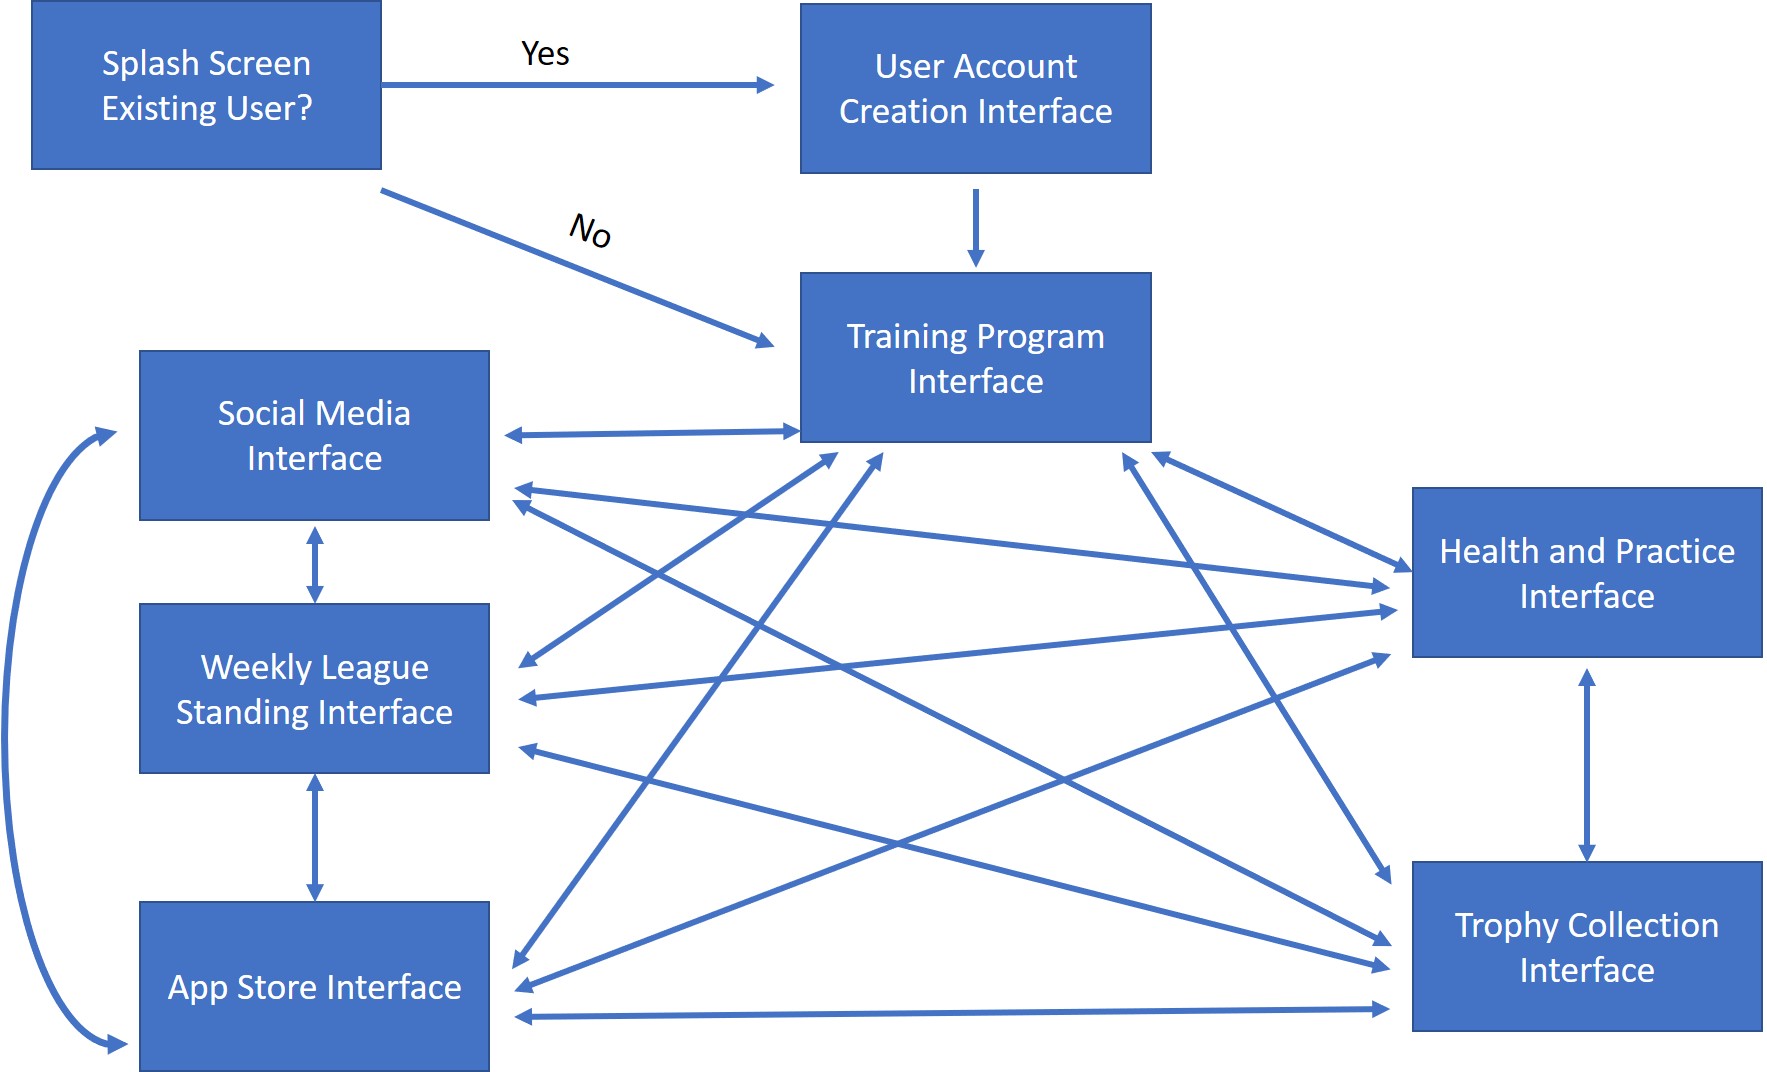 Splash Screen
Existing User?
Yes
User Account
Creation Interface
No
Training Program
Interface
Social Media
Interface
Health and Practice
Interface
Weekly League
Standing Interface
Trophy Collection
Interface
App Store Interface